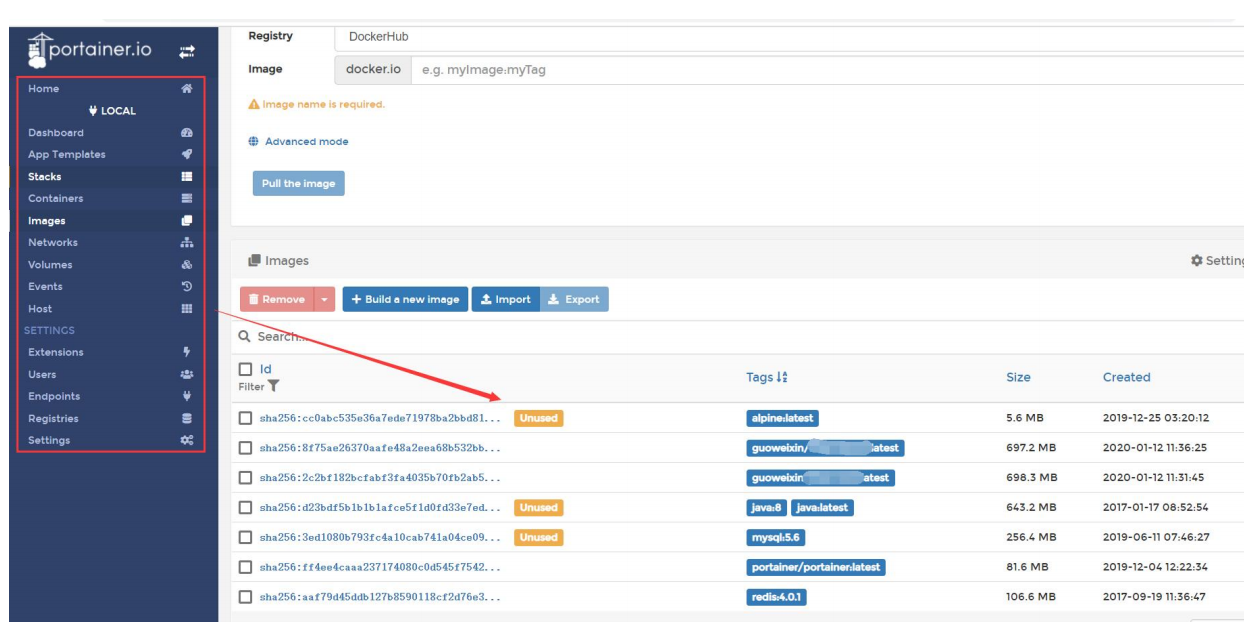 portainer.io
Home
LOCAL
Dashboard
App Templates
Stacks
Containers
Images
Networks
Volumes
Events
Host
SETTINGS
Extensions
Users
Endpoints
Registries
Settings
Registry DockerHub
Image docker.io e.g. myImage:myTag
Image name is required.
Advanced mode
Pull the image
Images Setting
Remove + Build a new image Import Export
Search...
Id Tags Size Created
Filter
sha256:cc0abc535e36a7ede71978ba2bbd81... Unused alpine:latest 5.6 MB 2019-12-25 03:20:12
sha256:8f75ae26370aafe48a2eea68b532bb... guoweixin/ latest 697.2 MB 2020-01-12 11:36:25
sha256:2c2bf182bcfabf3fa4035b70fb2ab5... guoweixin atest 698.3 MB 2020-01-12 11:31:45
sha256:d23bdf5b1b1b1afce5f1d0fd33e7ed... Unused java:8 java:latest 643.2 MB 2017-01-17 08:52:54
sha256:3ed1080b793fc4a10cab741a04ce09... Unused mysql:5.6 256.4 MB 2019-06-11 07:46:27
sha256:ff4ee4caaa237174080c0d545f7542... portainer/portainer:latest 81.6 MB 2019-12-04 12:22:34
sha256:aaf79d45ddb127b8590118cf2d76e3... redis:4.0.1 106.6 MB 2017-09-19 11:36:47